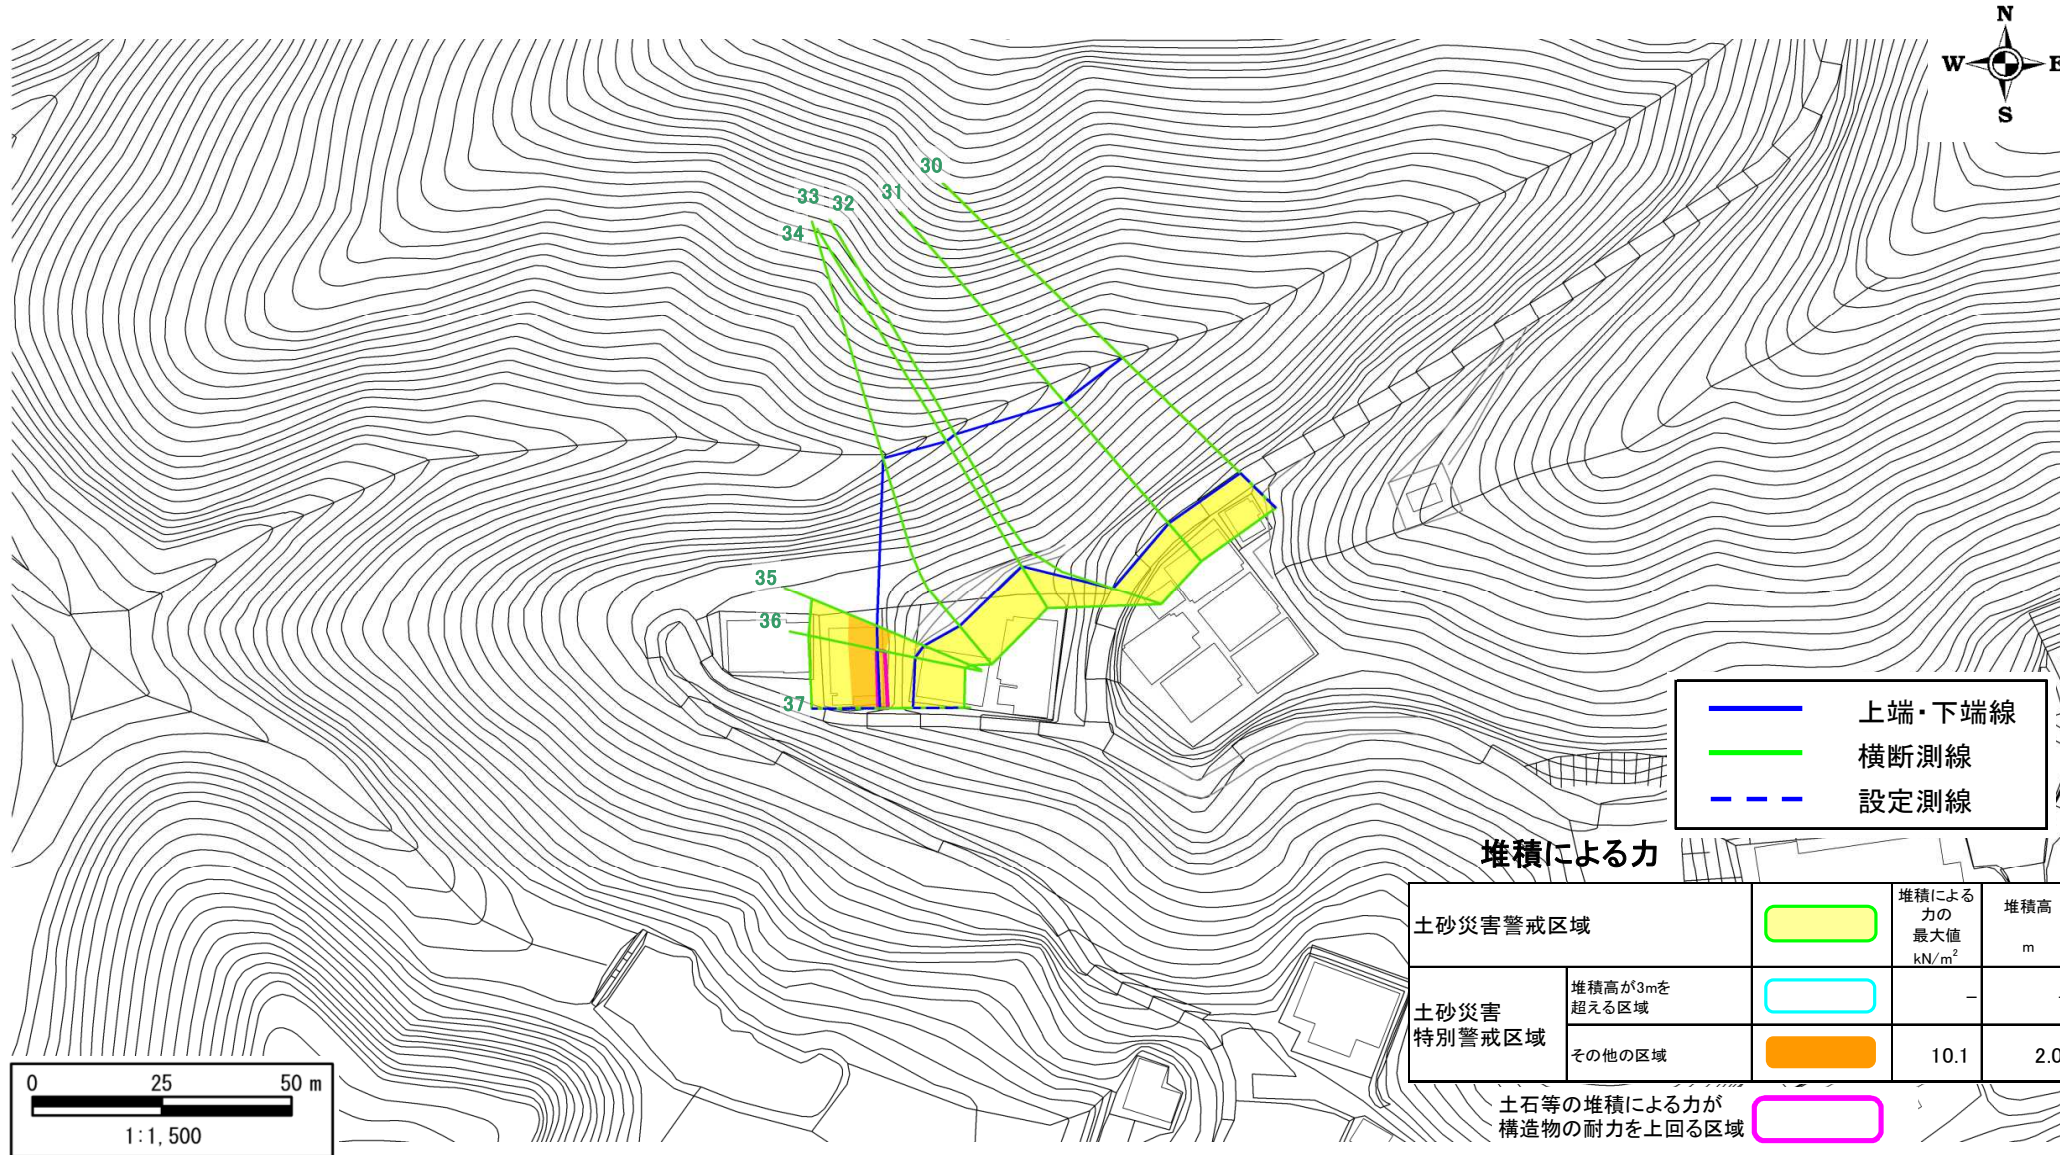 N
W
E
S
30
31
33
32
34
35
36
37
上端・下端線
横断測線
設定測線
堆積による力
土砂災害警戒区域
堆積による
力の
最大値
kN/m²
堆積高
m
土砂災害
特別警戒区域
堆積高が3mを
超える区域
－
その他の区域
10.1
2.0
土石等の堆積による力が
構造物の耐力を上回る区域
0 25 50 m
1:1,500